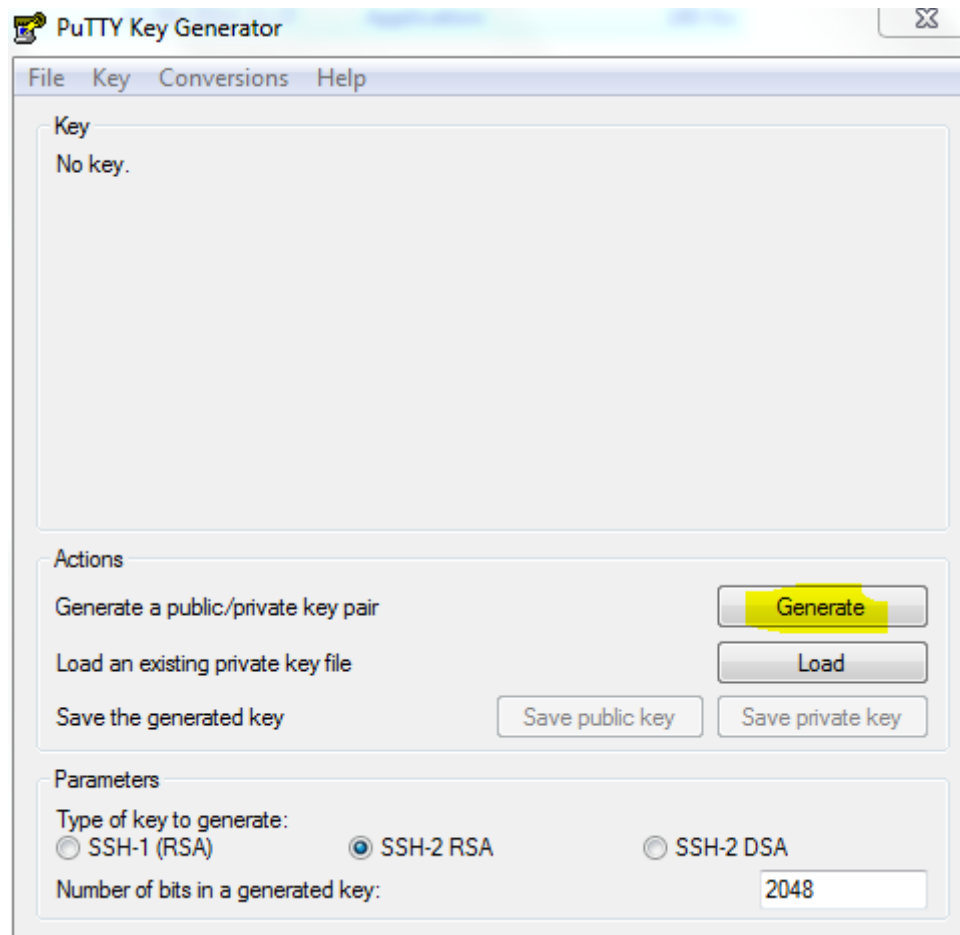 PuTTY Key Generator
File Key Conversions Help
Key
No key.
Actions
Generate a public/private key pair Generate
Load an existing private key file Load
Save the generated key Save public key Save private key
Parameters
Type of key to generate:
SSH-1 (RSA) SSH-2 RSA SSH-2 DSA
Number of bits in a generated key: 2048